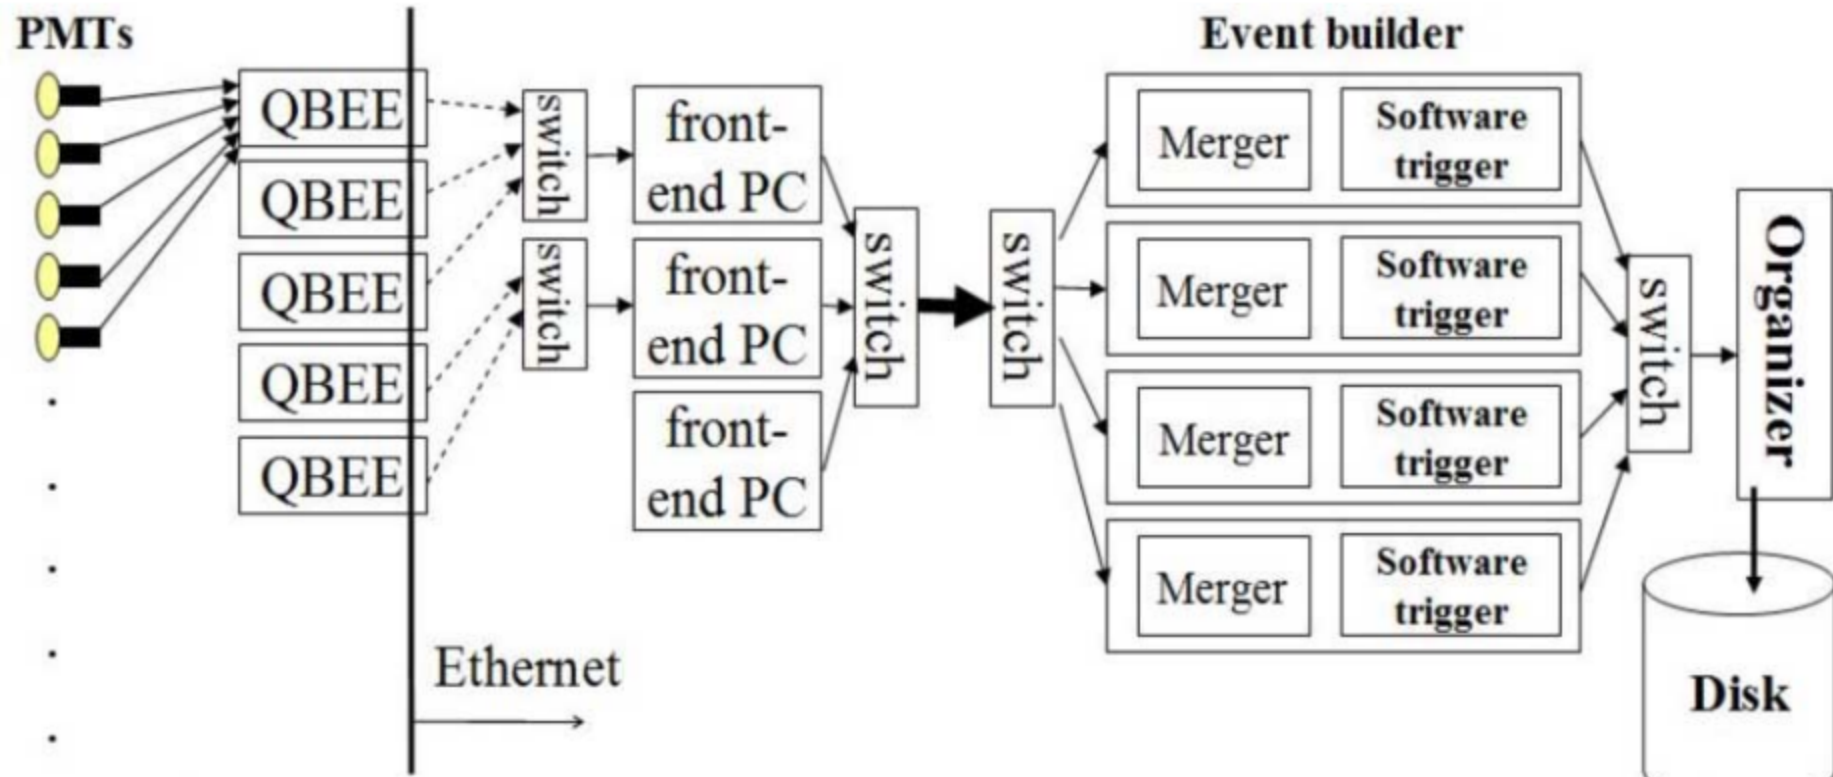 PMTs
QBEE
QBEE
QBEE
QBEE
QBEE
Ethernet
switch
switch
front-
end PC
front-
end PC
front-
end PC
switch
switch
Event builder
Merger
Software
trigger
Merger
Software
trigger
Merger
Software
trigger
Merger
Software
trigger
switch
Organizer
Disk